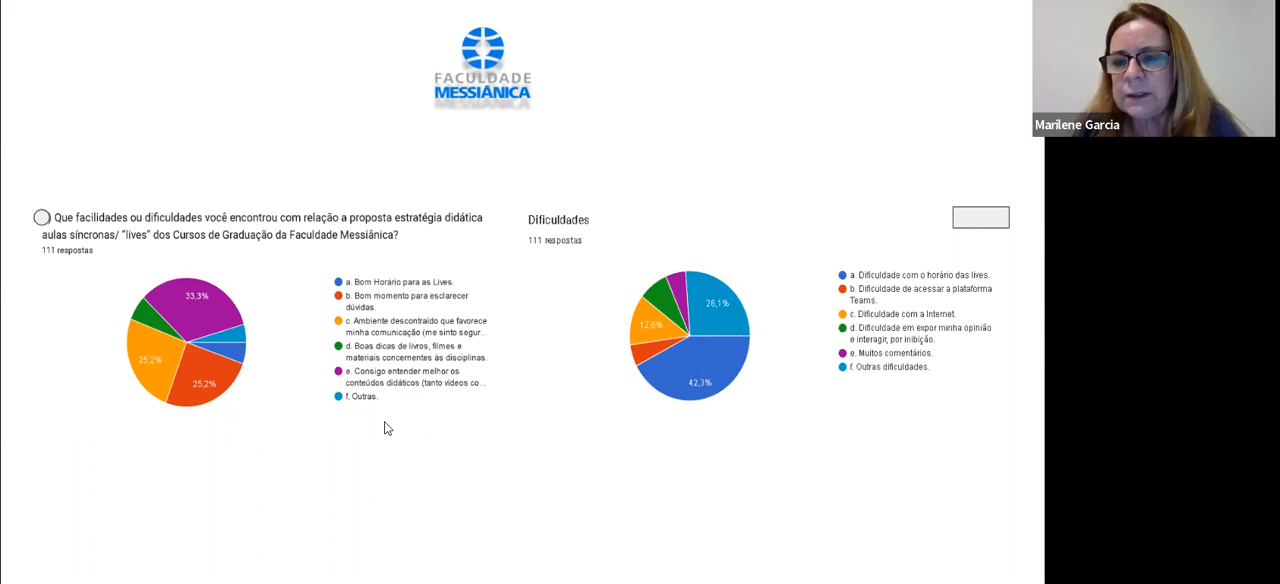 FACULDADE
MESSIÂNICA
Marilene Garcia
Que facilidades ou dificuldades você encontrou com relação a proposta estratégia didática
aulas síncronas/ "lives" dos Cursos de Graduação da Faculdade Messiânica?
111 respostas
33,3%
25,2%
25,2%
a. Bom Horário para as Lives.
b. Bom momento para esclarecer
dúvidas.
c. Ambiente descontraído que favorece
minha comunicação (me sinto segur...
d. Boas dicas de livros, filmes e
materiais concernentes às disciplinas.
e. Consigo entender melhor os
conteúdos didáticos (tanto vídeos co...
f. Outras.
Dificuldades
111 respostas
26,1%
12,6%
42,3%
a. Dificuldade com o horário das lives.
b. Dificuldade de acessar a plataforma
Teams.
c. Dificuldade com a Internet.
d. Dificuldade em expor minha opinião
e interagir, por inibição.
e. Muitos comentários.
f. Outras dificuldades.